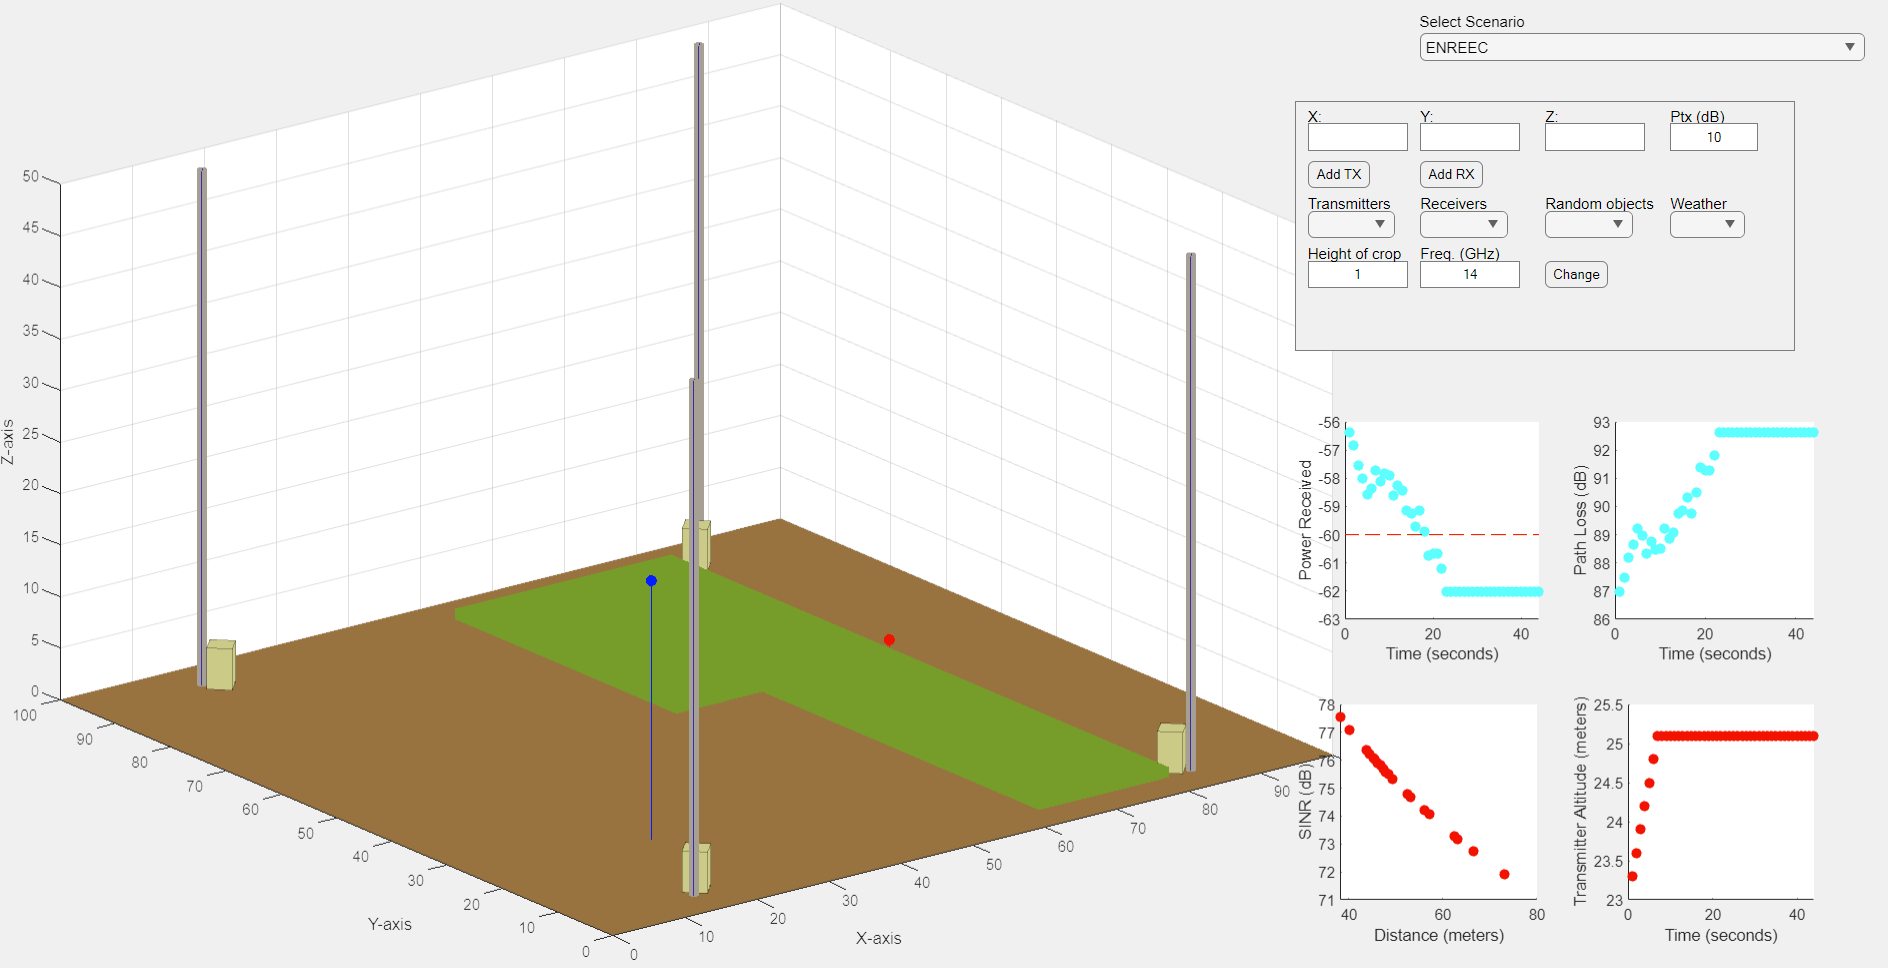 Select Scenario
ENREEC
X: Y: Z: Ptx (dB)
10
Add TX Add RX
Transmitters Receivers Random objects Weather
Height of crop Freq. (GHz)
1 14 Change
Z-axis
50
45
40
35
30
25
20
15
10
5
0
100
90
80
70
60
50
40
30
20
10
0
Y-axis
0
10
20
30
40
50
60
70
80
90
X-axis
Power Received
-56
-57
-58
-59
-60
-61
-62
-63
0 20 40
Time (seconds)
Path Loss (dB)
93
92
91
90
89
88
87
86
0 20 40
Time (seconds)
SINR (dB)
78
77
76
75
74
73
72
71
40 60 80
Distance (meters)
Transmitter Altitude (meters)
25.5
25
24.5
24
23.5
23
0 20 40
Time (seconds)